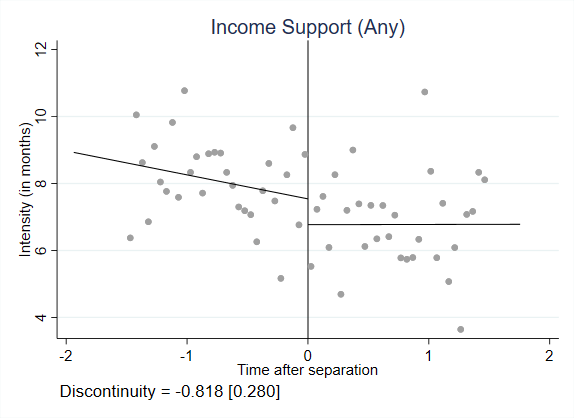 Income Support (Any)
Intensity (in months)
12
10
8
6
4
-2 -1 0 1 2
Time after separation
Discontinuity = -0.818 [0.280]